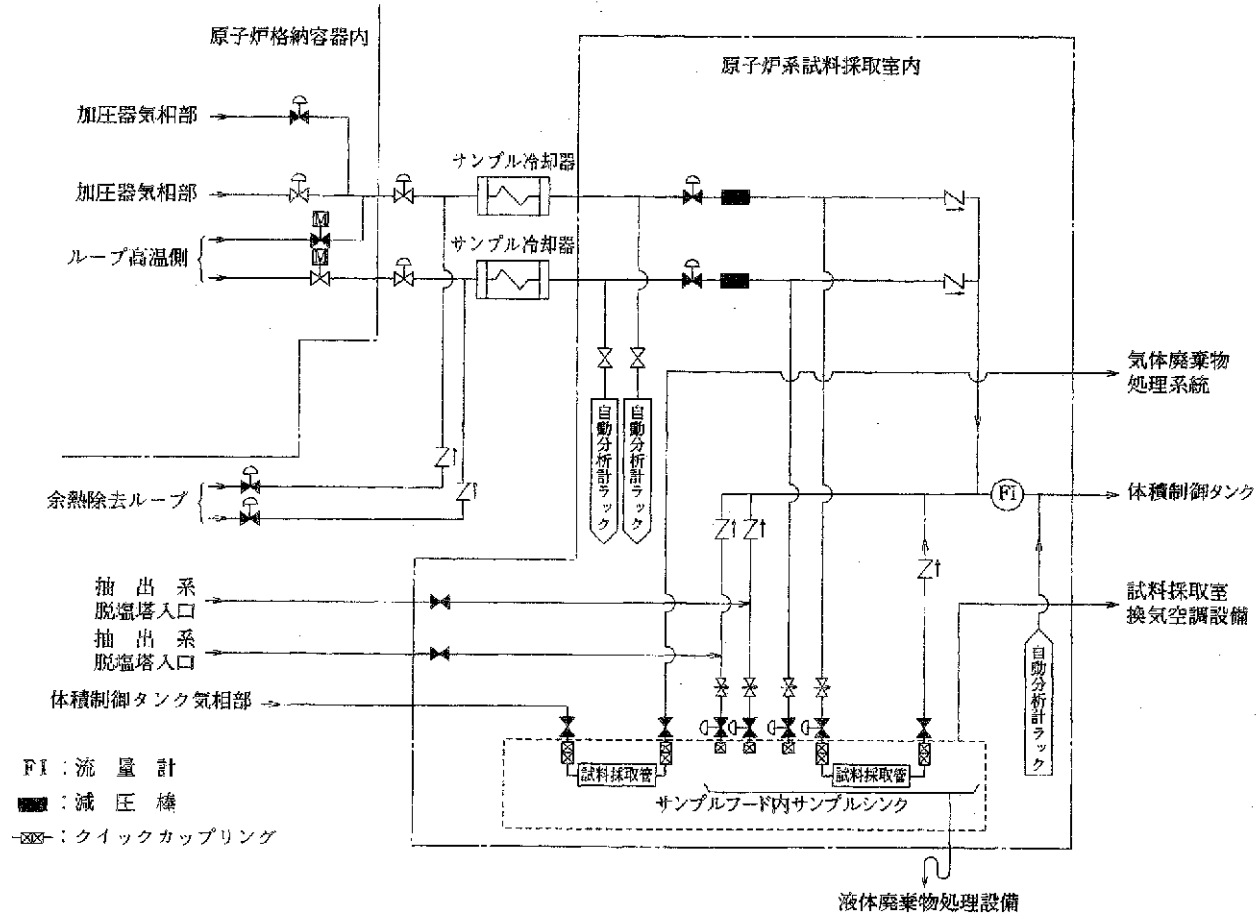 原子炉格納容器内
原子炉系試料採取室内
加圧器気相部
サンプル冷却器
加圧器気相部
M
ループ高温側
M
サンプル冷却器
気体廃棄物
処理系統
自動分析計ラック
自動分析計ラック
余熱除去ループ
FI
体積制御タンク
抽出系
脱塩塔入口
試料採取室
換気空調設備
抽出系
脱塩塔入口
自動分析計ラック
体積制御タンク気相部
試料採取管
試料採取管
サンプルフード内サンプルシンク
FI:流量計
:減圧棒
:クイックカップリング
液体廃棄物処理設備